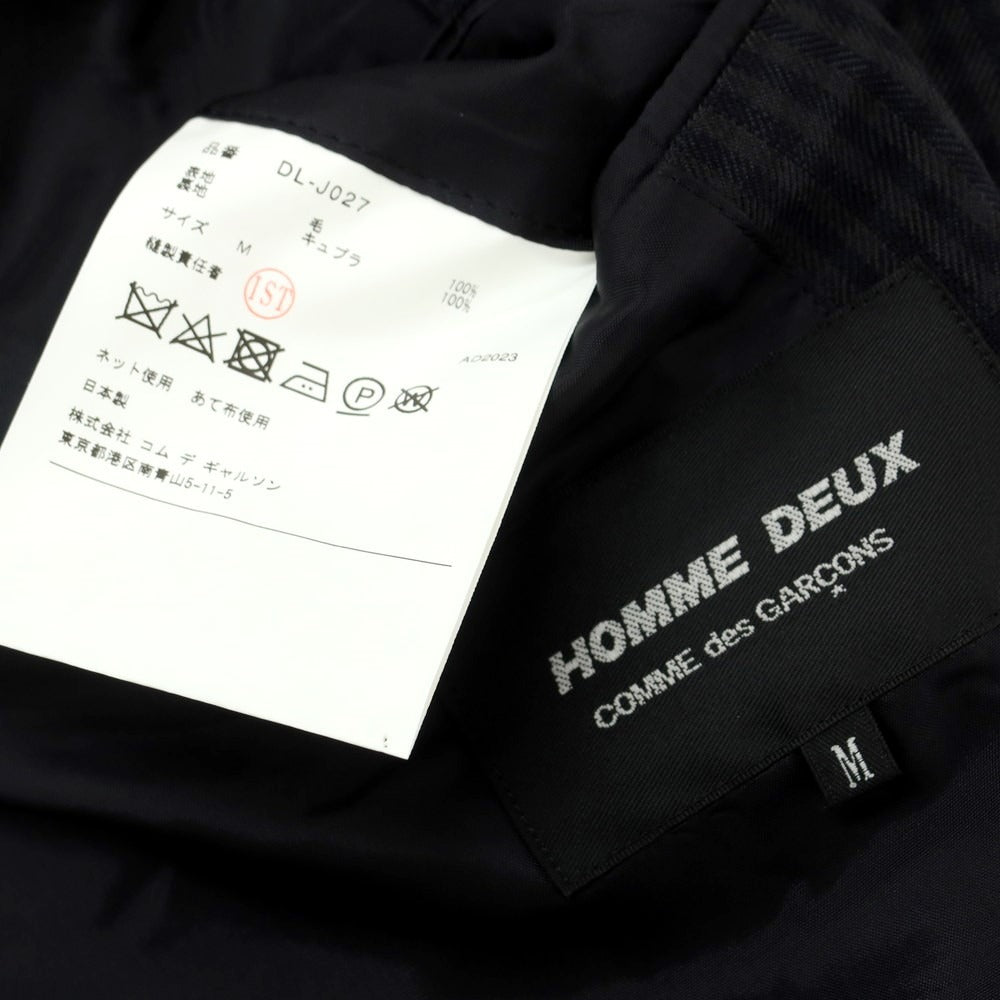 品番 DL-J027
表地 毛 100%
裏地 キュプラ 100%
サイズ M
縫製責任者 IST
AD2023
ネット使用 あて布使用
日本製
株式会社 コム デ ギャルソン
東京都港区南青山5-11-5
HOMME DEUX
COMME des GARÇONS
M